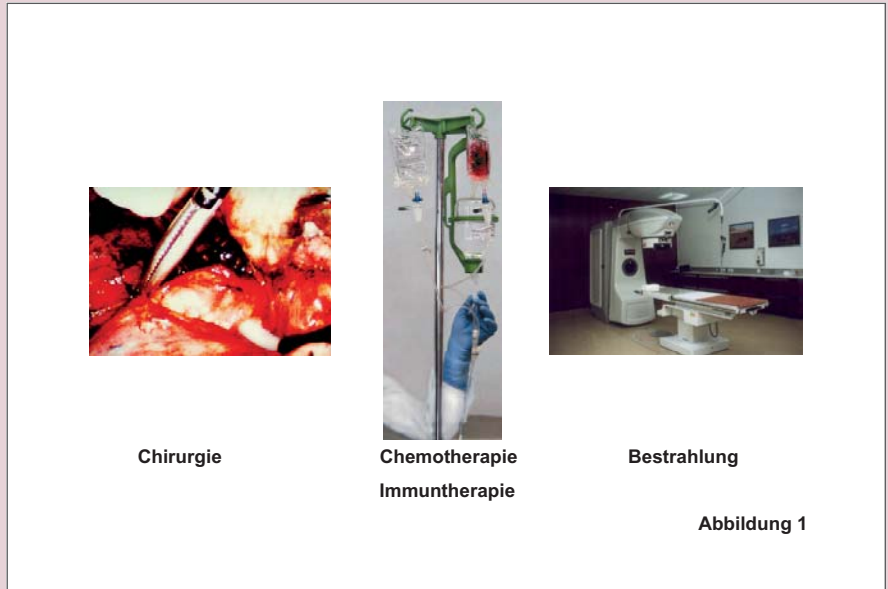 Chirurgie
Chemotherapie
Immuntherapie
Bestrahlung
Abbildung 1